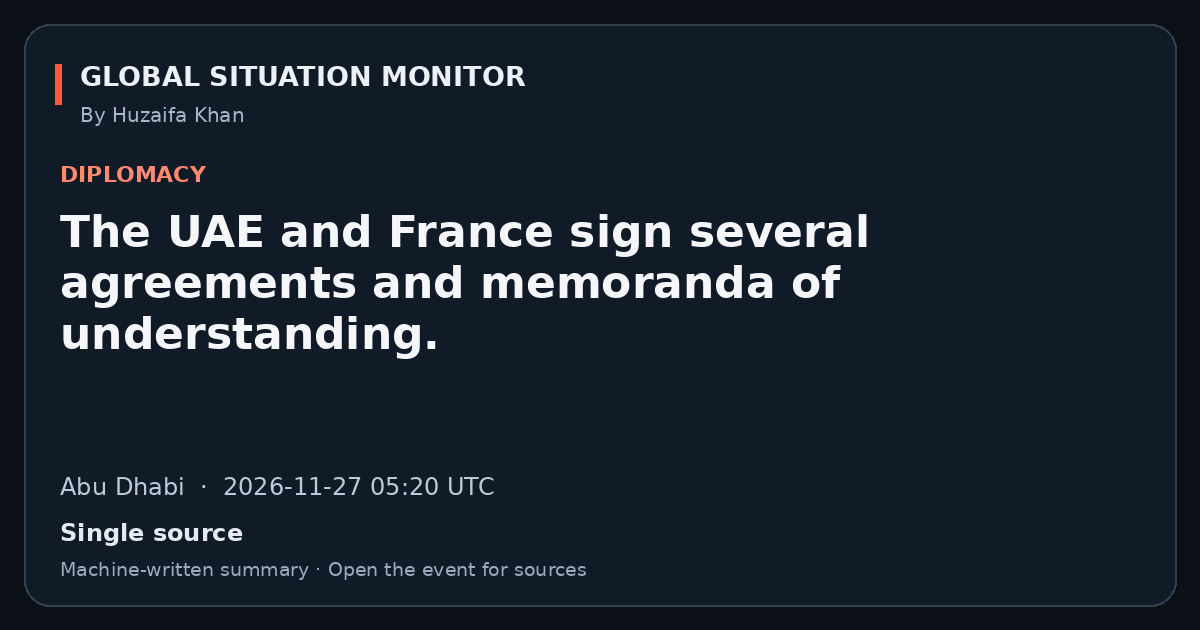 GLOBAL SITUATION MONITOR
By Huzaifa Khan
DIPLOMACY
The UAE and France sign several
agreements and memoranda of
understanding.
Abu Dhabi · 2026-11-27 05:20 UTC
Single source
Machine-written summary · Open the event for sources